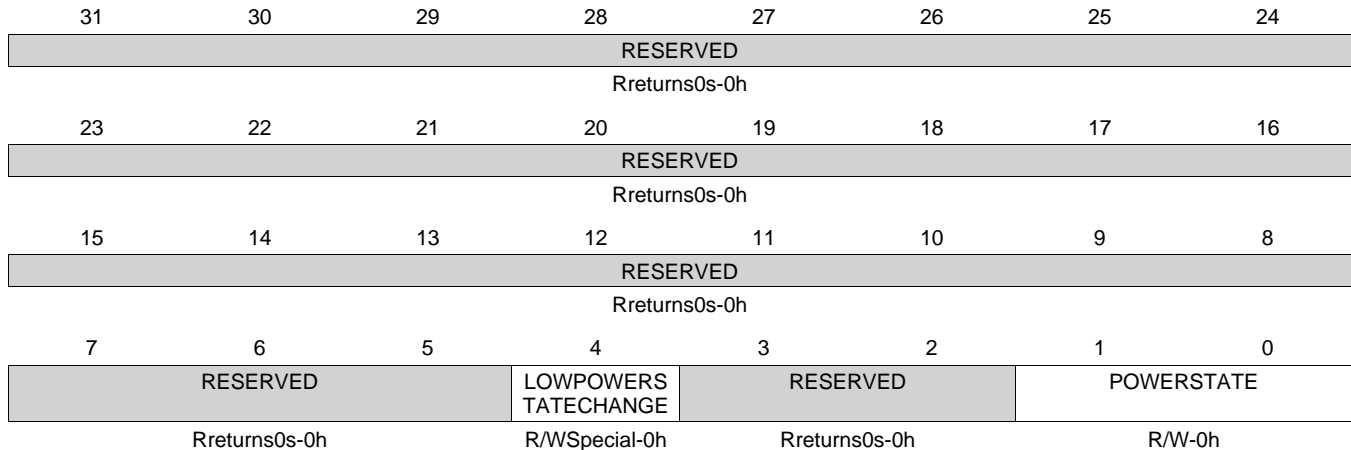 31 30 29 28 27 26 25 24
RESERVED
Rreturns0s-0h
23 22 21 20 19 18 17 16
RESERVED
Rreturns0s-0h
15 14 13 12 11 10 9 8
RESERVED
Rreturns0s-0h
7 6 5 4 3 2 1 0
RESERVED LOWPOWERS RESERVED POWERSTATE
TATECHANGE
Rreturns0s-0h R/WSpecial-0h Rreturns0s-0h R/W-0h